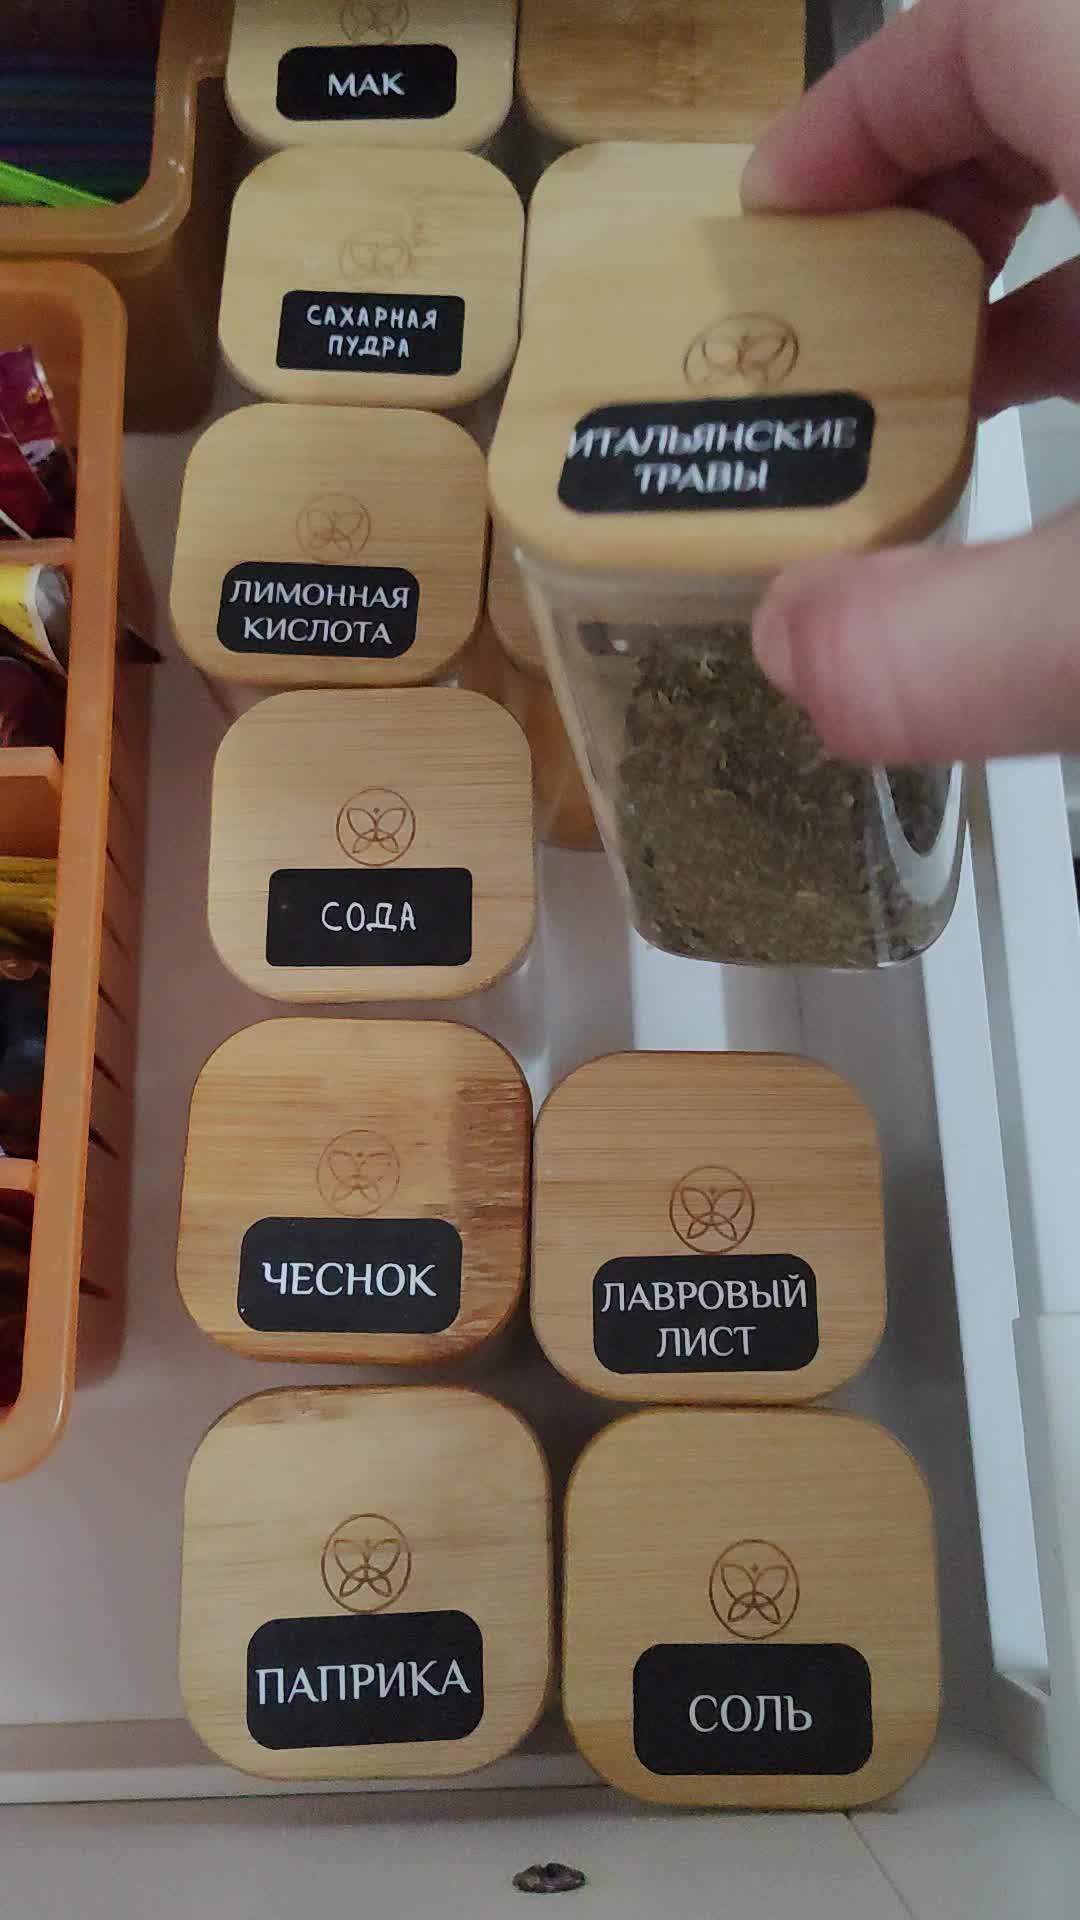 МАК
САХАРНАЯ
ПУДРА
ИТАЛЬЯНСКИЕ
ТРАВЫ
ЛИМОННАЯ
КИСЛОТА
СОДА
ЧЕСНОК
ЛАВРОВЫЙ
ЛИСТ
ПАПРИКА
СОЛЬ